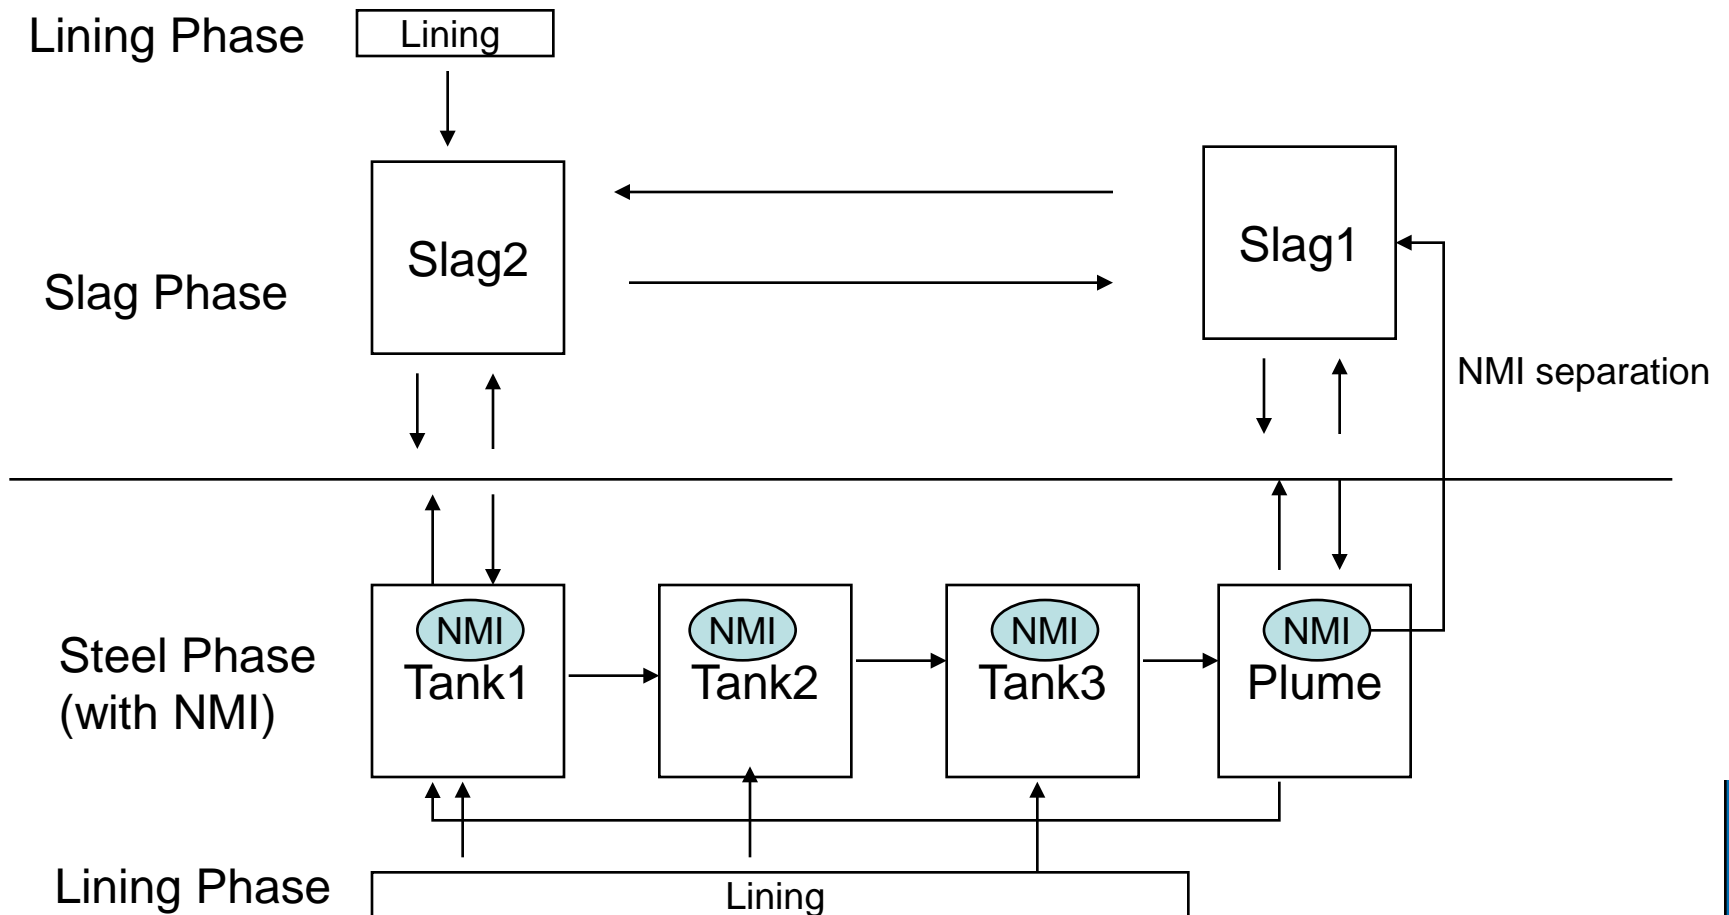 Lining Phase
Lining
Slag2
Slag1
Slag Phase
NMI separation
NMI
NMI
NMI
NMI
Steel Phase
(with NMI)
Tank1
Tank2
Tank3
Plume
Lining Phase
Lining